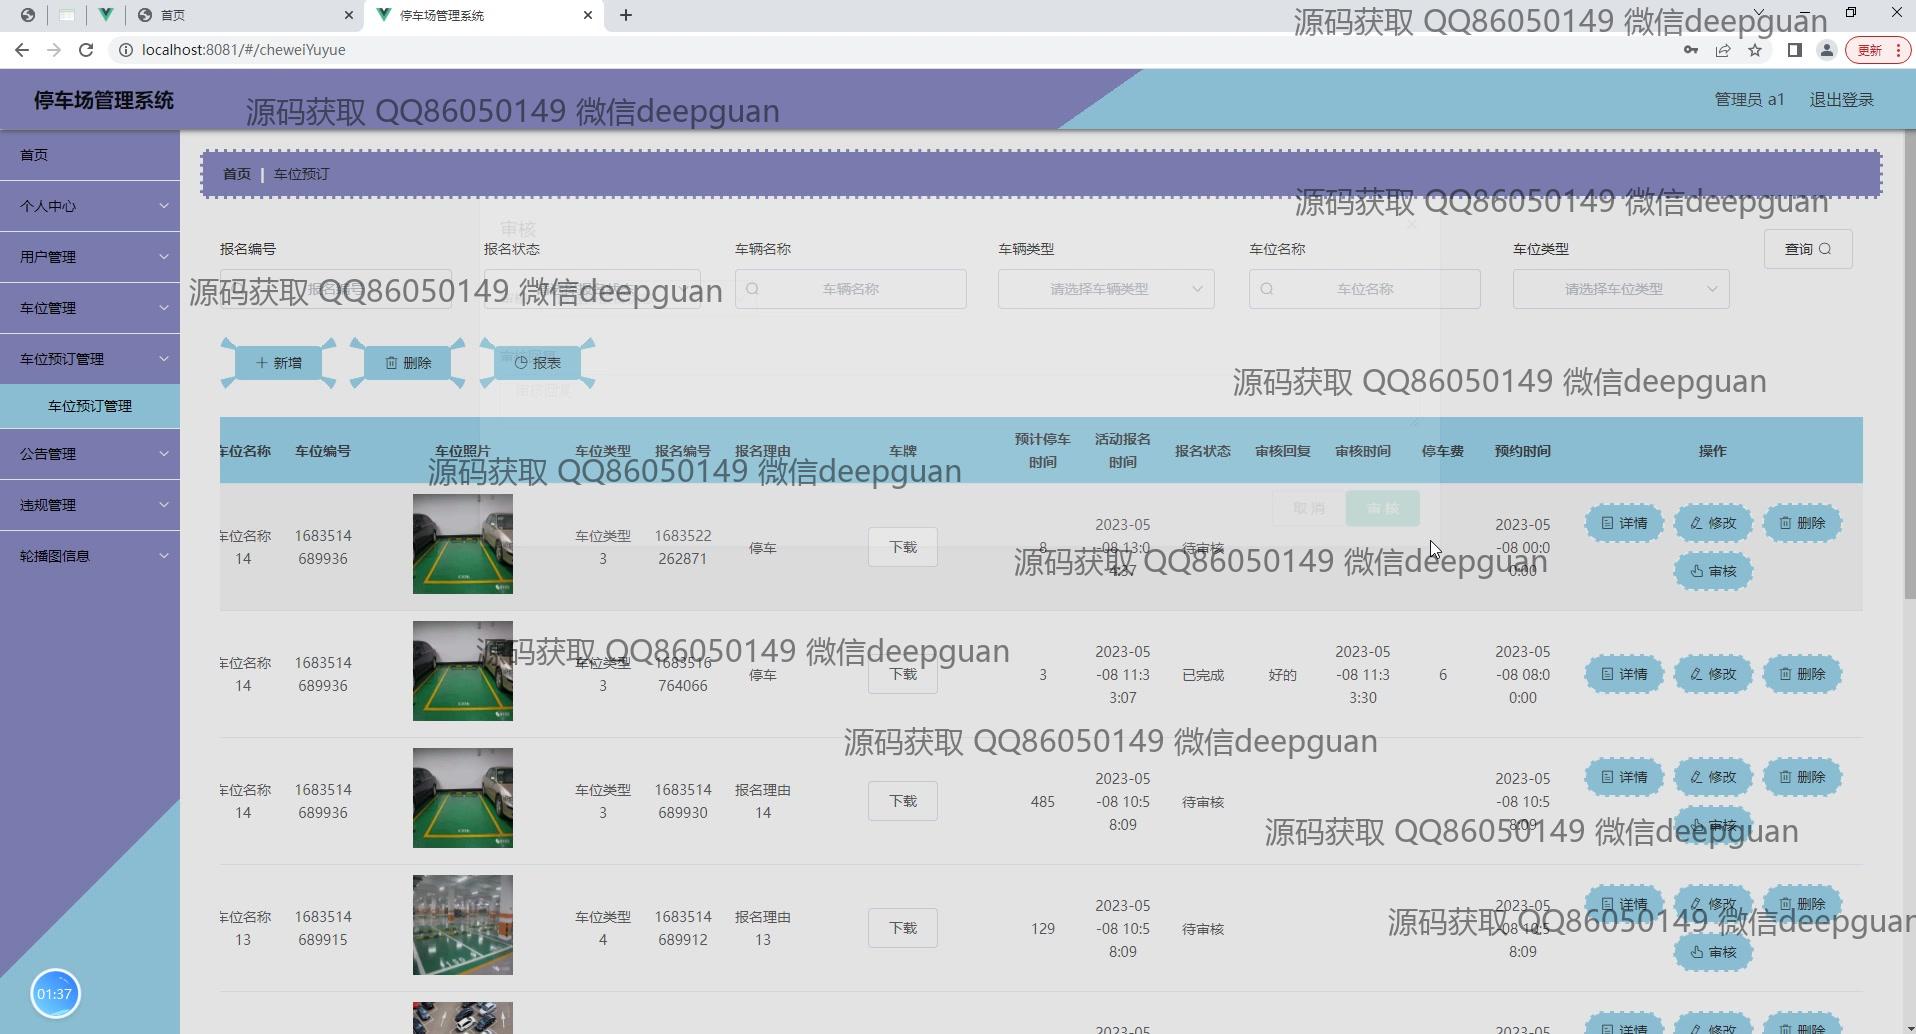 首页
停车场管理系统
localhost:8081/#/cheweiYuyue
更新
源码获取 QQ86050149 微信deepguan
停车场管理系统
源码获取 QQ86050149 微信deepguan
管理员 a1
退出登录
首页
个人中心
用户管理
车位管理
车位预订管理
车位预订管理
公告管理
违规管理
轮播图信息
01:37
首页 | 车位预订
源码获取 QQ86050149 微信deepguan
审核
报名编号 报名状态 车辆名称 车辆类型 车位名称 车位类型 查询
报名编号
车辆名称 请选择车辆类型 车位名称 请选择车位类型
源码获取 QQ86050149 微信deepguan
新增 删除 报表
审核回复
审核回复
源码获取 QQ86050149 微信deepguan
车位名称 车位编号 车位照片 车位类型 报名编号 报名理由 车牌 预计停车时间 活动报名时间 报名状态 审核回复 审核时间 停车费 预约时间 操作
源码获取 QQ86050149 微信deepguan
取消 审核
车位名称14 1683514689936 车位类型3 1683522262871 停车 下载 8 2023-05-08 13:04:37 待审核 2023-05-08 00:00:00 详情 修改 删除
审核
源码获取 QQ86050149 微信deepguan
车位名称14 1683514689936 车位类型3 1683516764066 停车 下载 3 2023-05-08 11:33:07 已完成 好的 2023-05-08 11:33:30 6 2023-05-08 08:00:00 详情 修改 删除
源码获取 QQ86050149 微信deepguan
源码获取 QQ86050149 微信deepguan
车位名称14 1683514689936 车位类型3 1683514689930 报名理由14 下载 485 2023-05-08 10:58:09 待审核 2023-05-08 10:58:09 详情 修改 删除
审核
源码获取 QQ86050149 微信deepguan
车位名称13 1683514689915 车位类型4 1683514689912 报名理由13 下载 129 2023-05-08 10:58:09 待审核 2023-05-08 10:58:09 详情 修改 删除
审核
源码获取 QQ86050149 微信deepguan
2023-05 2023-05 详情 修改 删除